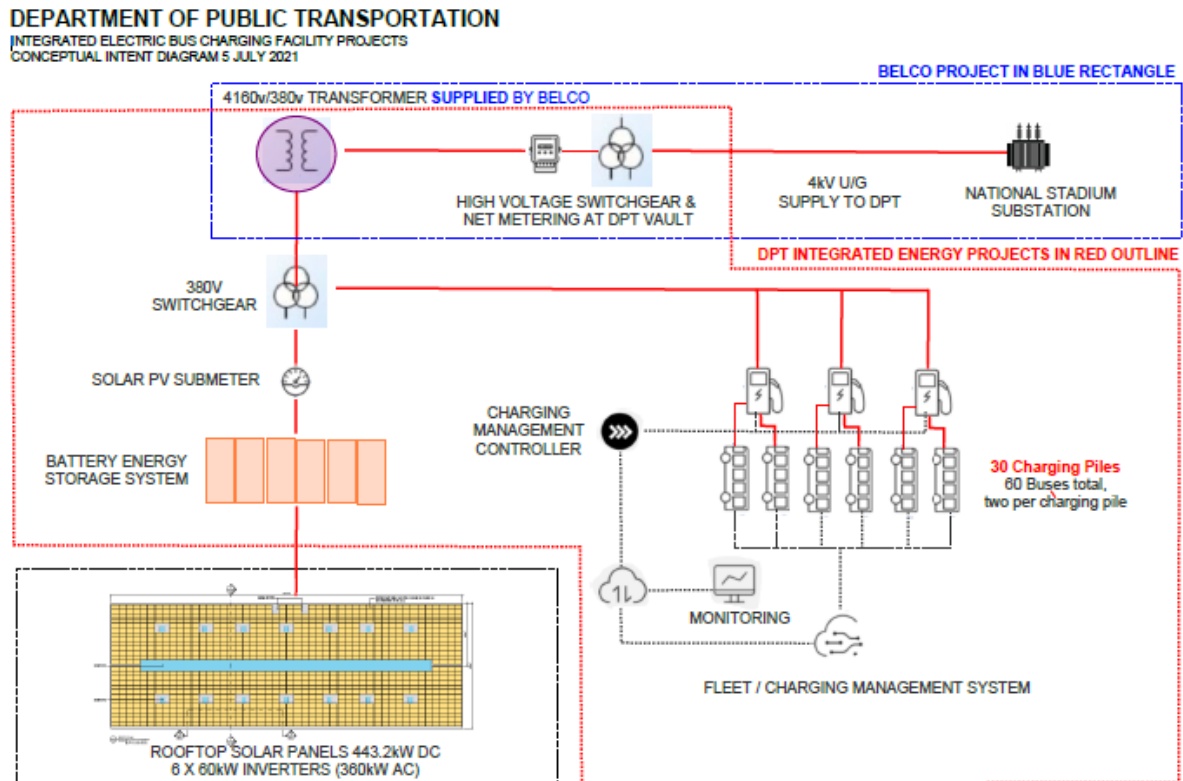 DEPARTMENT OF PUBLIC TRANSPORTATION
INTEGRATED ELECTRIC BUS CHARGING FACILITY PROJECTS
CONCEPTUAL INTENT DIAGRAM 5 JULY 2021
BELCO PROJECT IN BLUE RECTANGLE
4160v/380v TRANSFORMER SUPPLIED BY BELCO
HIGH VOLTAGE SWITCHGEAR &
NET METERING AT DPT VAULT
4kV U/G
SUPPLY TO DPT
NATIONAL STADIUM
SUBSTATION
DPT INTEGRATED ENERGY PROJECTS IN RED OUTLINE
380V
SWITCHGEAR
SOLAR PV SUBMETER
CHARGING
MANAGEMENT
CONTROLLER
BATTERY ENERGY
STORAGE SYSTEM
30 Charging Piles
60 Buses total,
two per charging pile
MONITORING
FLEET / CHARGING MANAGEMENT SYSTEM
ROOFTOP SOLAR PANELS 443.2kW DC
6 X 60kW INVERTERS (360kW AC)